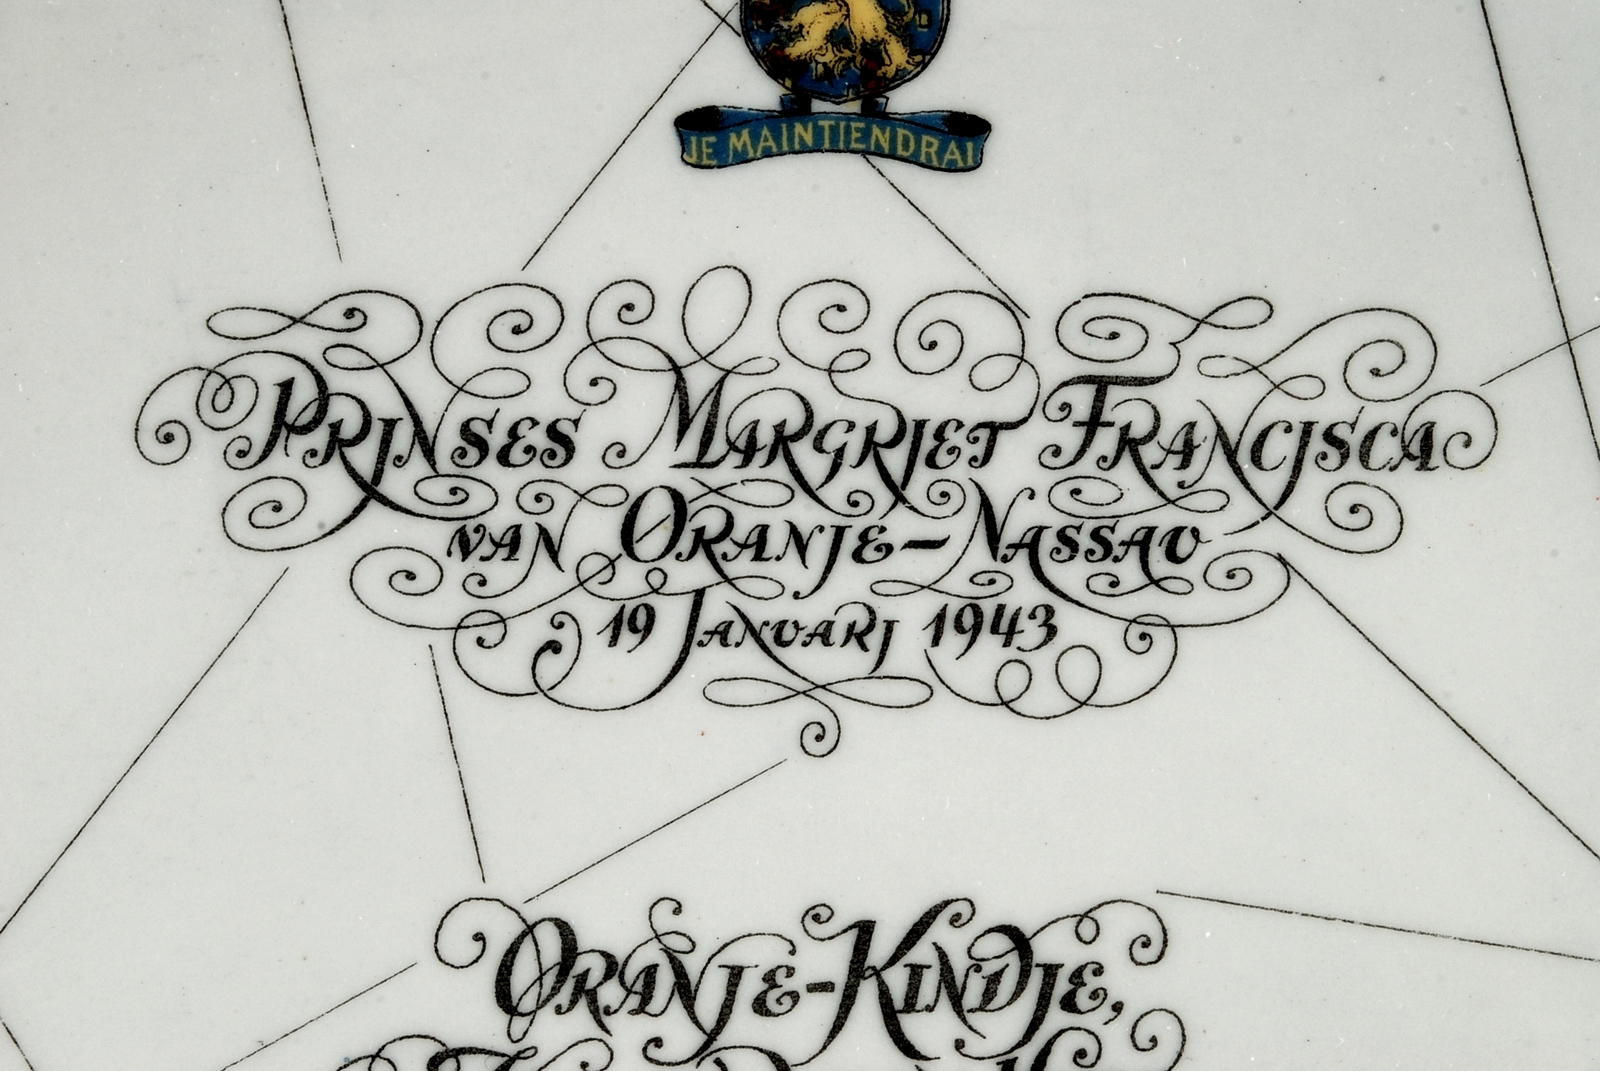 JE MAINTIENDRAI
PRINSES MARGRIET FRANCISCA
VAN ORANJE-NASSAU
19 JANUARI 1943
ORANJE-KINDJE,